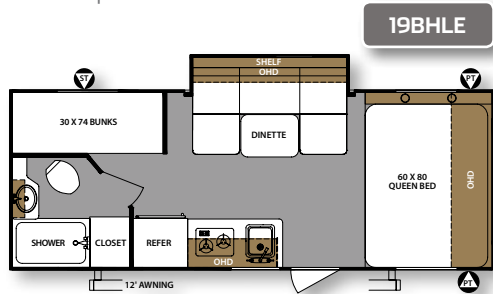 19BHLE
SHELF
OHD
ST
PT
30 X 74 BUNKS
DINETTE
60 X 80
QUEEN BED
OHD
SHOWER
CLOSET
REFER
OHD
12' AWNING
PT